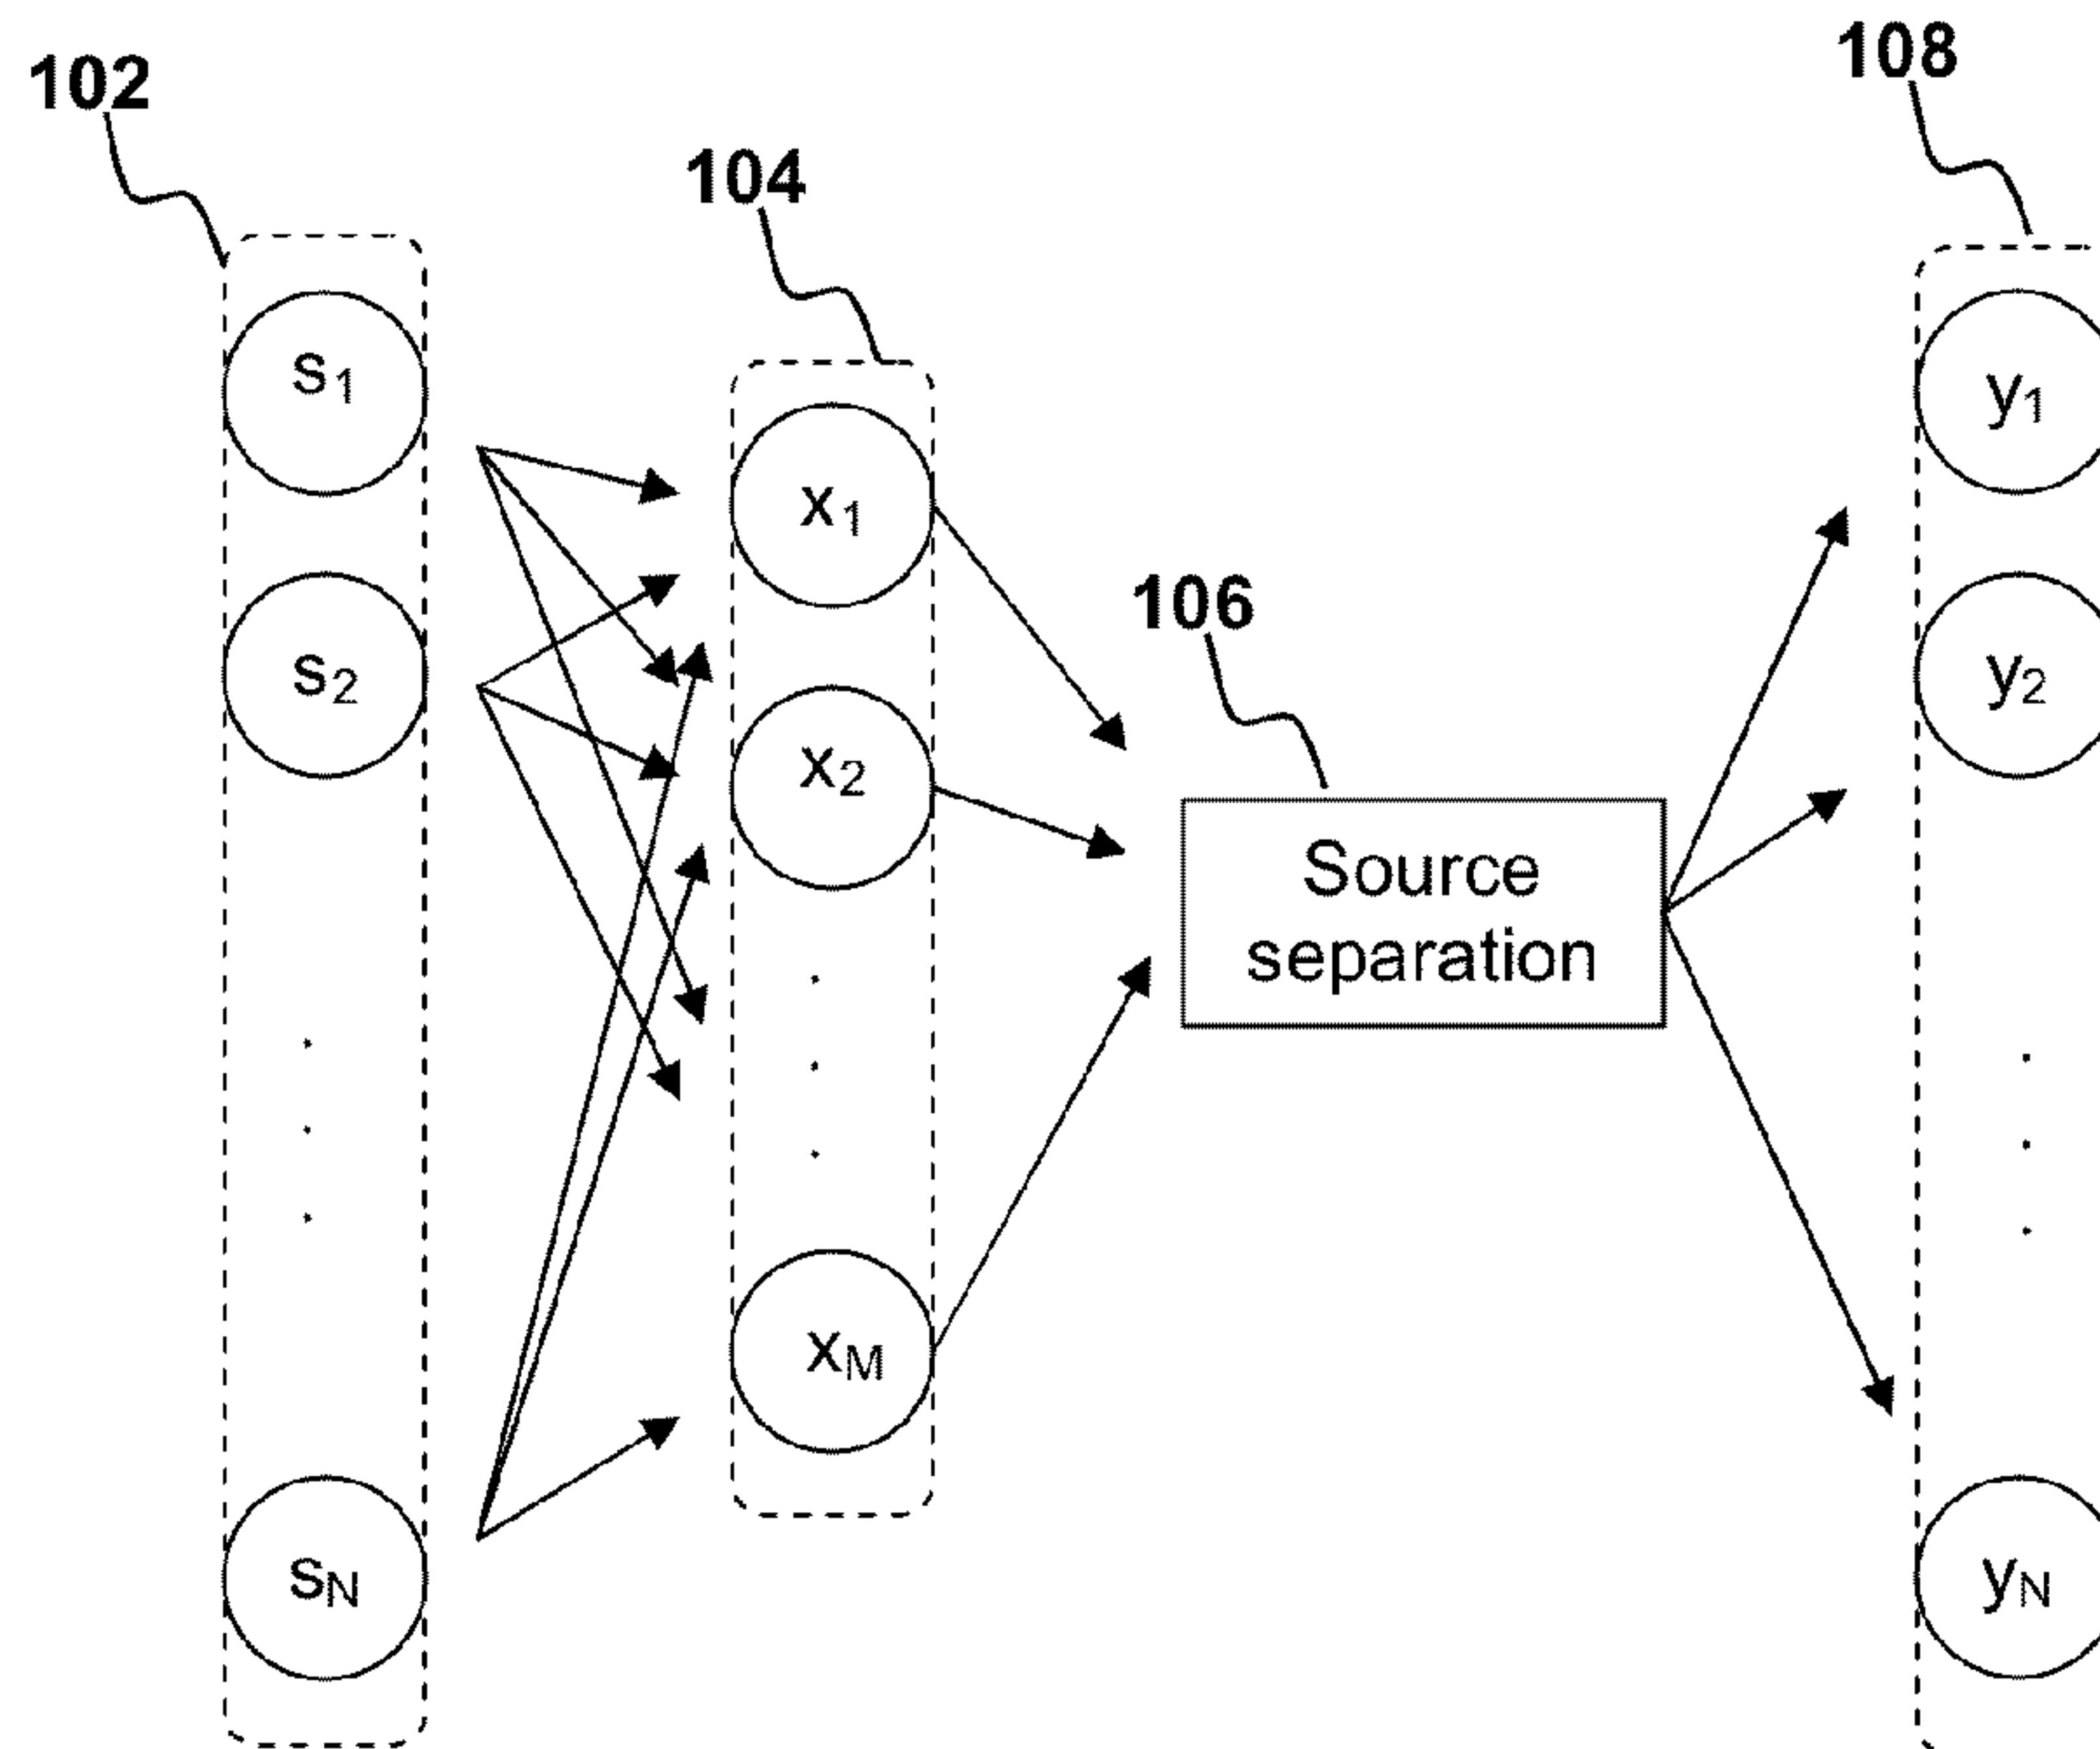 102
104
106
108
s1
s2
sN
x1
x2
xM
Source
separation
y1
y2
yN